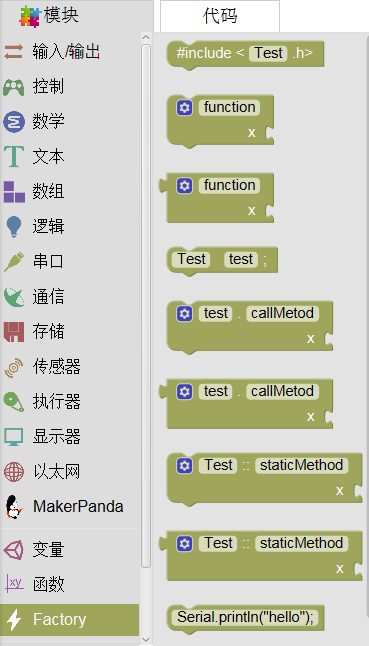 模块
输入/输出
控制
数学
文本
数组
逻辑
串口
通信
存储
传感器
执行器
显示器
以太网
MakerPanda
变量
xy 函数
Factory
代码
#include < Test .h>
function
x
function
x
Test test ;
test . callMetod
x
test . callMetod
x
Test :: staticMethod
x
Test :: staticMethod
x
Serial.println("hello");